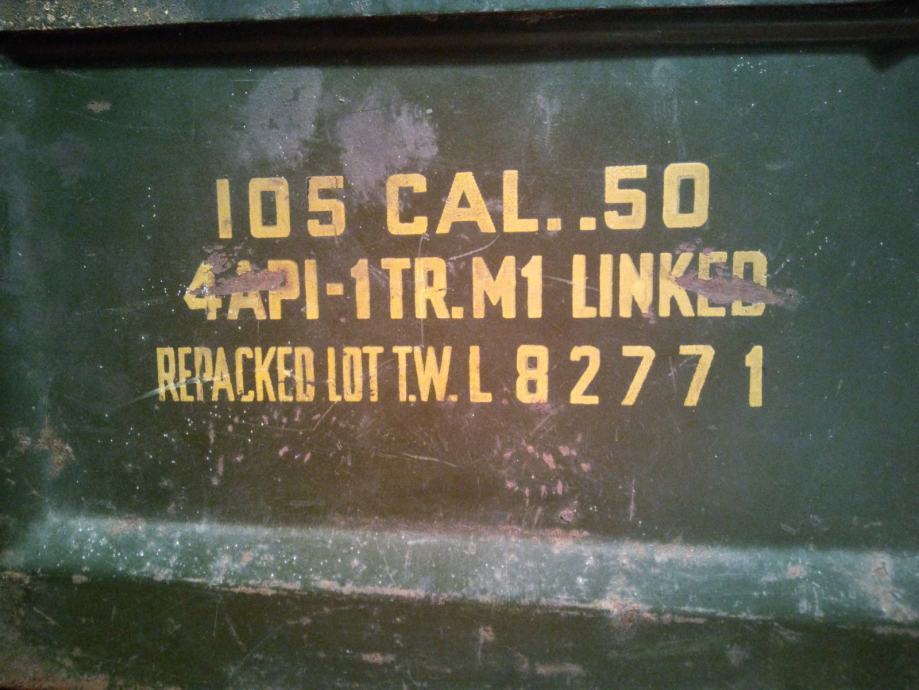 105 CAL..50
4API-1TR.M1 LINKED
REPACKED LOT T.W.L 82771